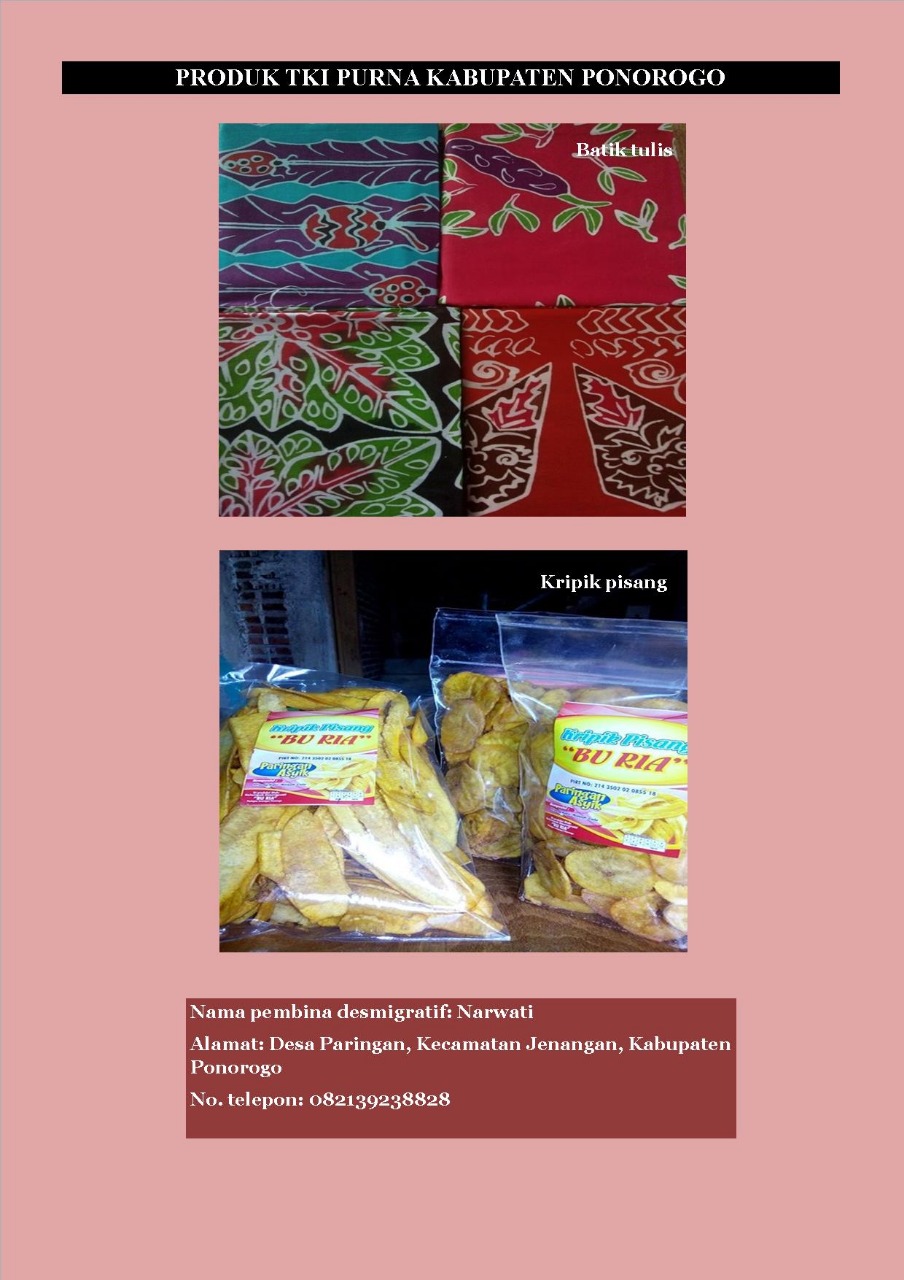 PRODUK TKI PURNA KABUPATEN PONOROGO
Batik tulis
Kripik pisang
Kripik Pisang
"BU RIA"
PIRT NO: 214 3502 02 0855 18
Paringan
Asyik
Kripik Pisang
"BU RIA"
PIRT NO: 214 3502 02 0855 18
Paringan
Asyik
Nama pembina desmigratif: Narwati
Alamat: Desa Paringan, Kecamatan Jenangan, Kabupaten
Ponorogo
No. telepon: 082139238828